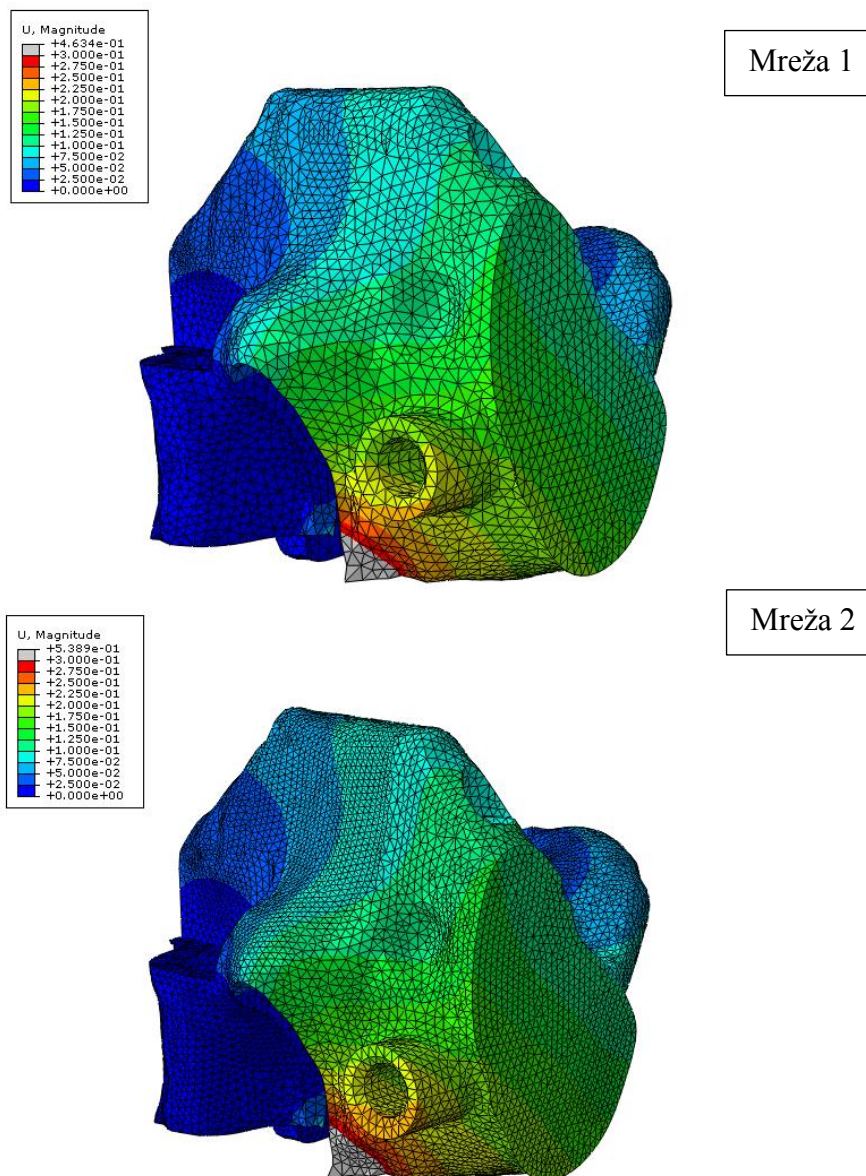 U, Magnitude
+4.634e-01
+3.000e-01
+2.750e-01
+2.500e-01
+2.250e-01
+2.000e-01
+1.750e-01
+1.500e-01
+1.250e-01
+1.000e-01
+7.500e-02
+5.000e-02
+2.500e-02
+0.000e+00
Mreža 1
U, Magnitude
+5.389e-01
+3.000e-01
+2.750e-01
+2.500e-01
+2.250e-01
+2.000e-01
+1.750e-01
+1.500e-01
+1.250e-01
+1.000e-01
+7.500e-02
+5.000e-02
+2.500e-02
+0.000e+00
Mreža 2